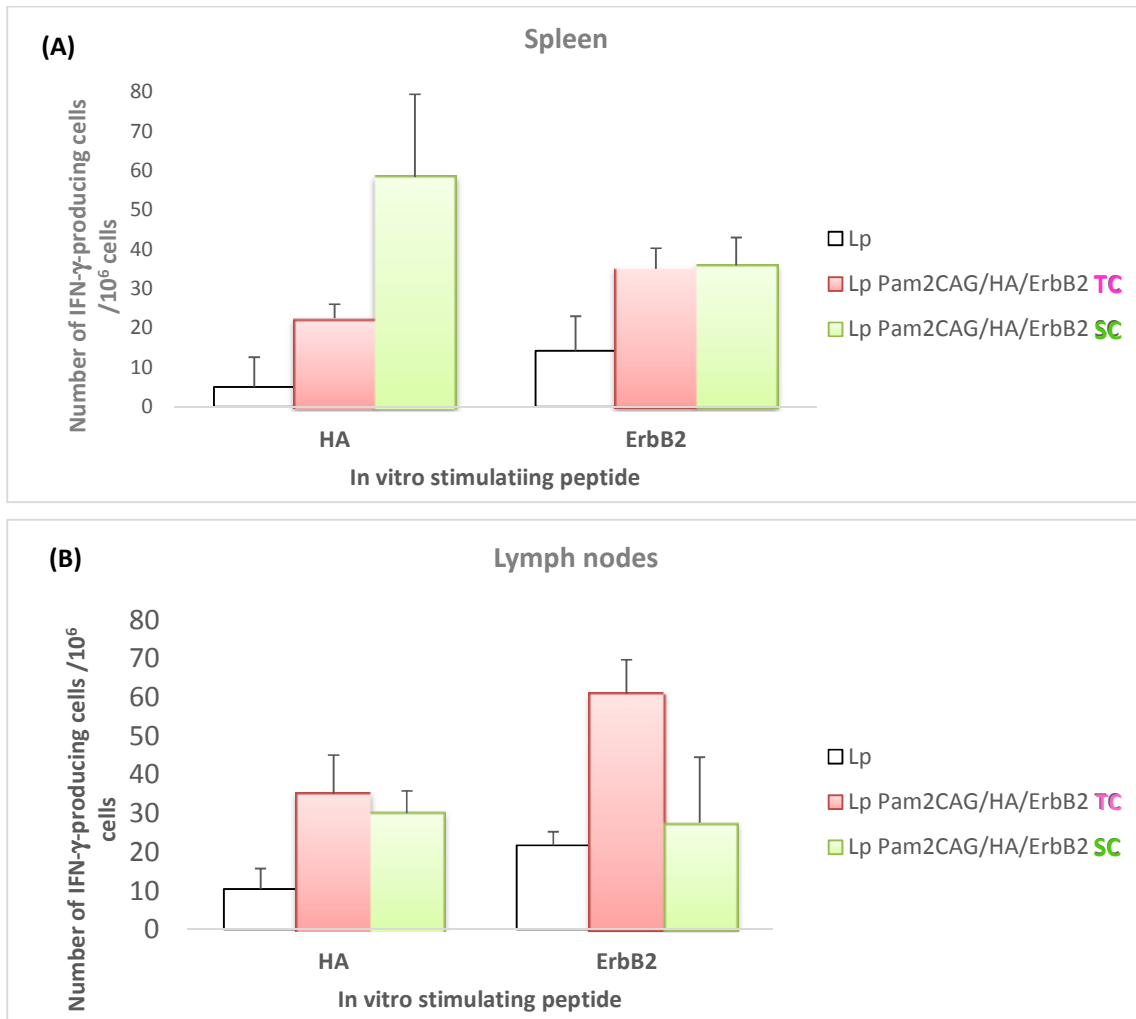 (A)
Spleen
Number of IFN-γ-producing cells
/10⁶ cells
80
70
60
50
40
30
20
10
0
HA
ErbB2
In vitro stimulatiing peptide
Lp
Lp Pam2CAG/HA/ErbB2 TC
Lp Pam2CAG/HA/ErbB2 SC
(B)
Lymph nodes
Number of IFN-γ-producing cells /10⁶
cells
80
70
60
50
40
30
20
10
0
HA
ErbB2
In vitro stimulating peptide
Lp
Lp Pam2CAG/HA/ErbB2 TC
Lp Pam2CAG/HA/ErbB2 SC